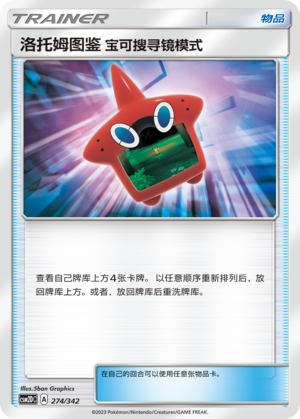 TRAINER 物品
洛托姆图鉴 宝可搜寻镜模式
查看自己牌库上方4张卡牌。以任意顺序重新排列后，放
回牌库上方。或者，放回牌库后重洗牌库。
在自己的回合可以使用任意张物品卡。
Illus.5ban Graphics
CSM2D C A 274/342
©2023 Pokémon/Nintendo/Creatures/GAME FREAK.